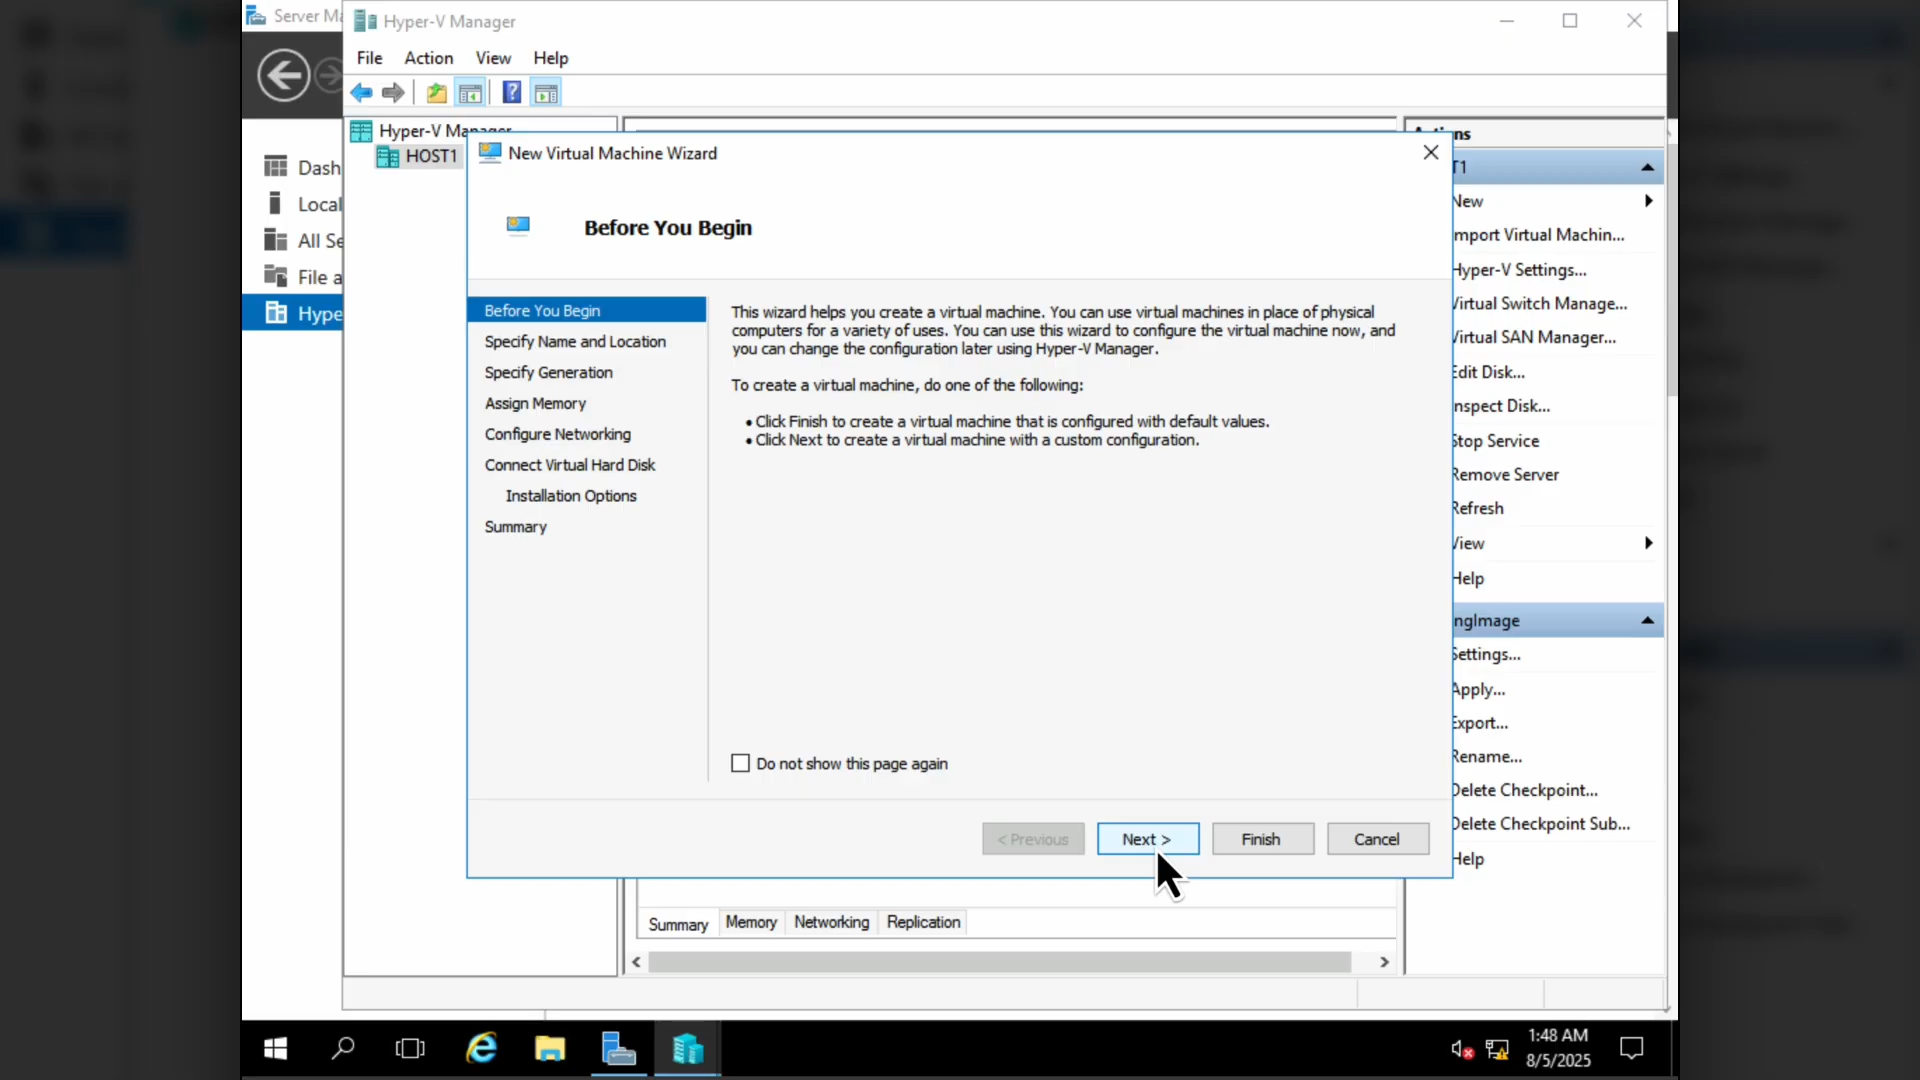 Server Ma
Hyper-V Manager
File Action View Help
Hyper-V Manager
HOST1
Dash
Local
All Se
File a
Hype
New Virtual Machine Wizard
Before You Begin
Before You Begin
Specify Name and Location
Specify Generation
Assign Memory
Configure Networking
Connect Virtual Hard Disk
Installation Options
Summary
This wizard helps you create a virtual machine. You can use virtual machines in place of physical
computers for a variety of uses. You can use this wizard to configure the virtual machine now, and
you can change the configuration later using Hyper-V Manager.
To create a virtual machine, do one of the following:
• Click Finish to create a virtual machine that is configured with default values.
• Click Next to create a virtual machine with a custom configuration.
Do not show this page again
< Previous Next > Finish Cancel
Summary Memory Networking Replication
Actions
T1
New
mport Virtual Machin...
Hyper-V Settings...
Virtual Switch Manage...
Virtual SAN Manager...
Edit Disk...
nspect Disk...
Stop Service
Remove Server
Refresh
View
Help
ngImage
Settings...
Apply...
Export...
Rename...
Delete Checkpoint...
Delete Checkpoint Sub...
Help
1:48 AM
8/5/2025